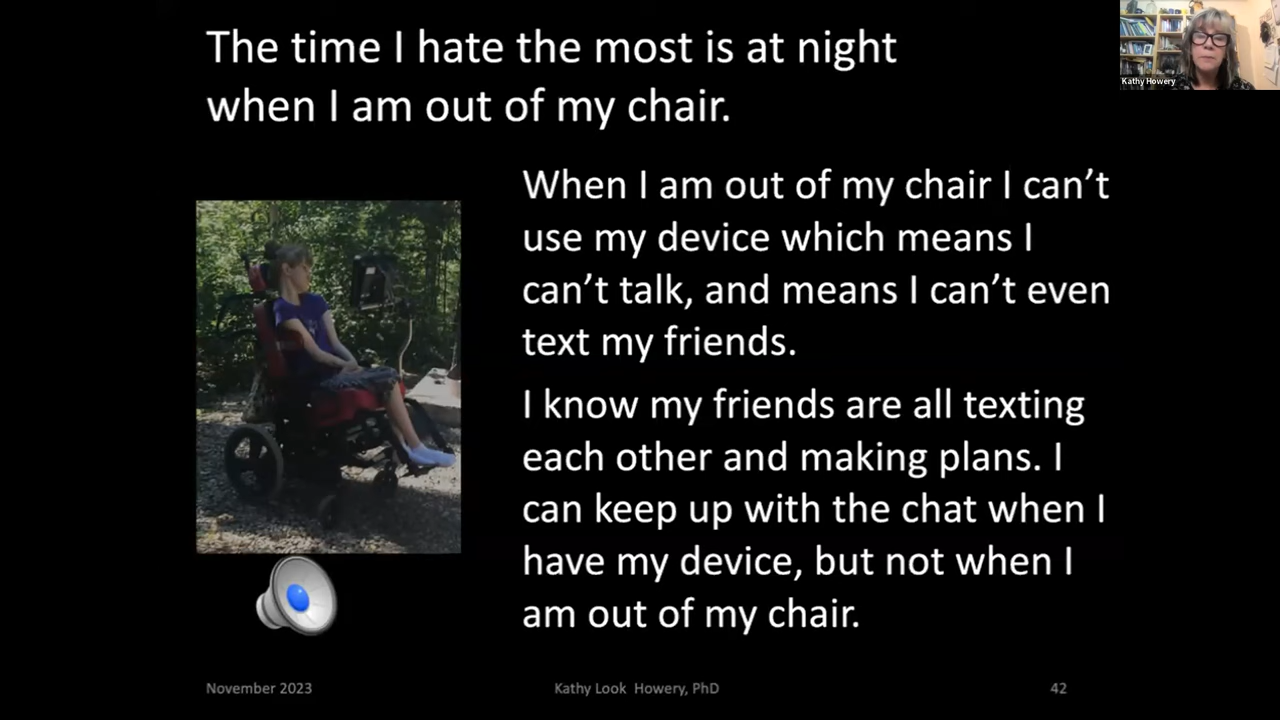 The time I hate the most is at night
when I am out of my chair.
Kathy Howery
When I am out of my chair I can’t
use my device which means I
can’t talk, and means I can’t even
text my friends.
I know my friends are all texting
each other and making plans. I
can keep up with the chat when I
have my device, but not when I
am out of my chair.
November 2023
Kathy Look  Howery, PhD
42